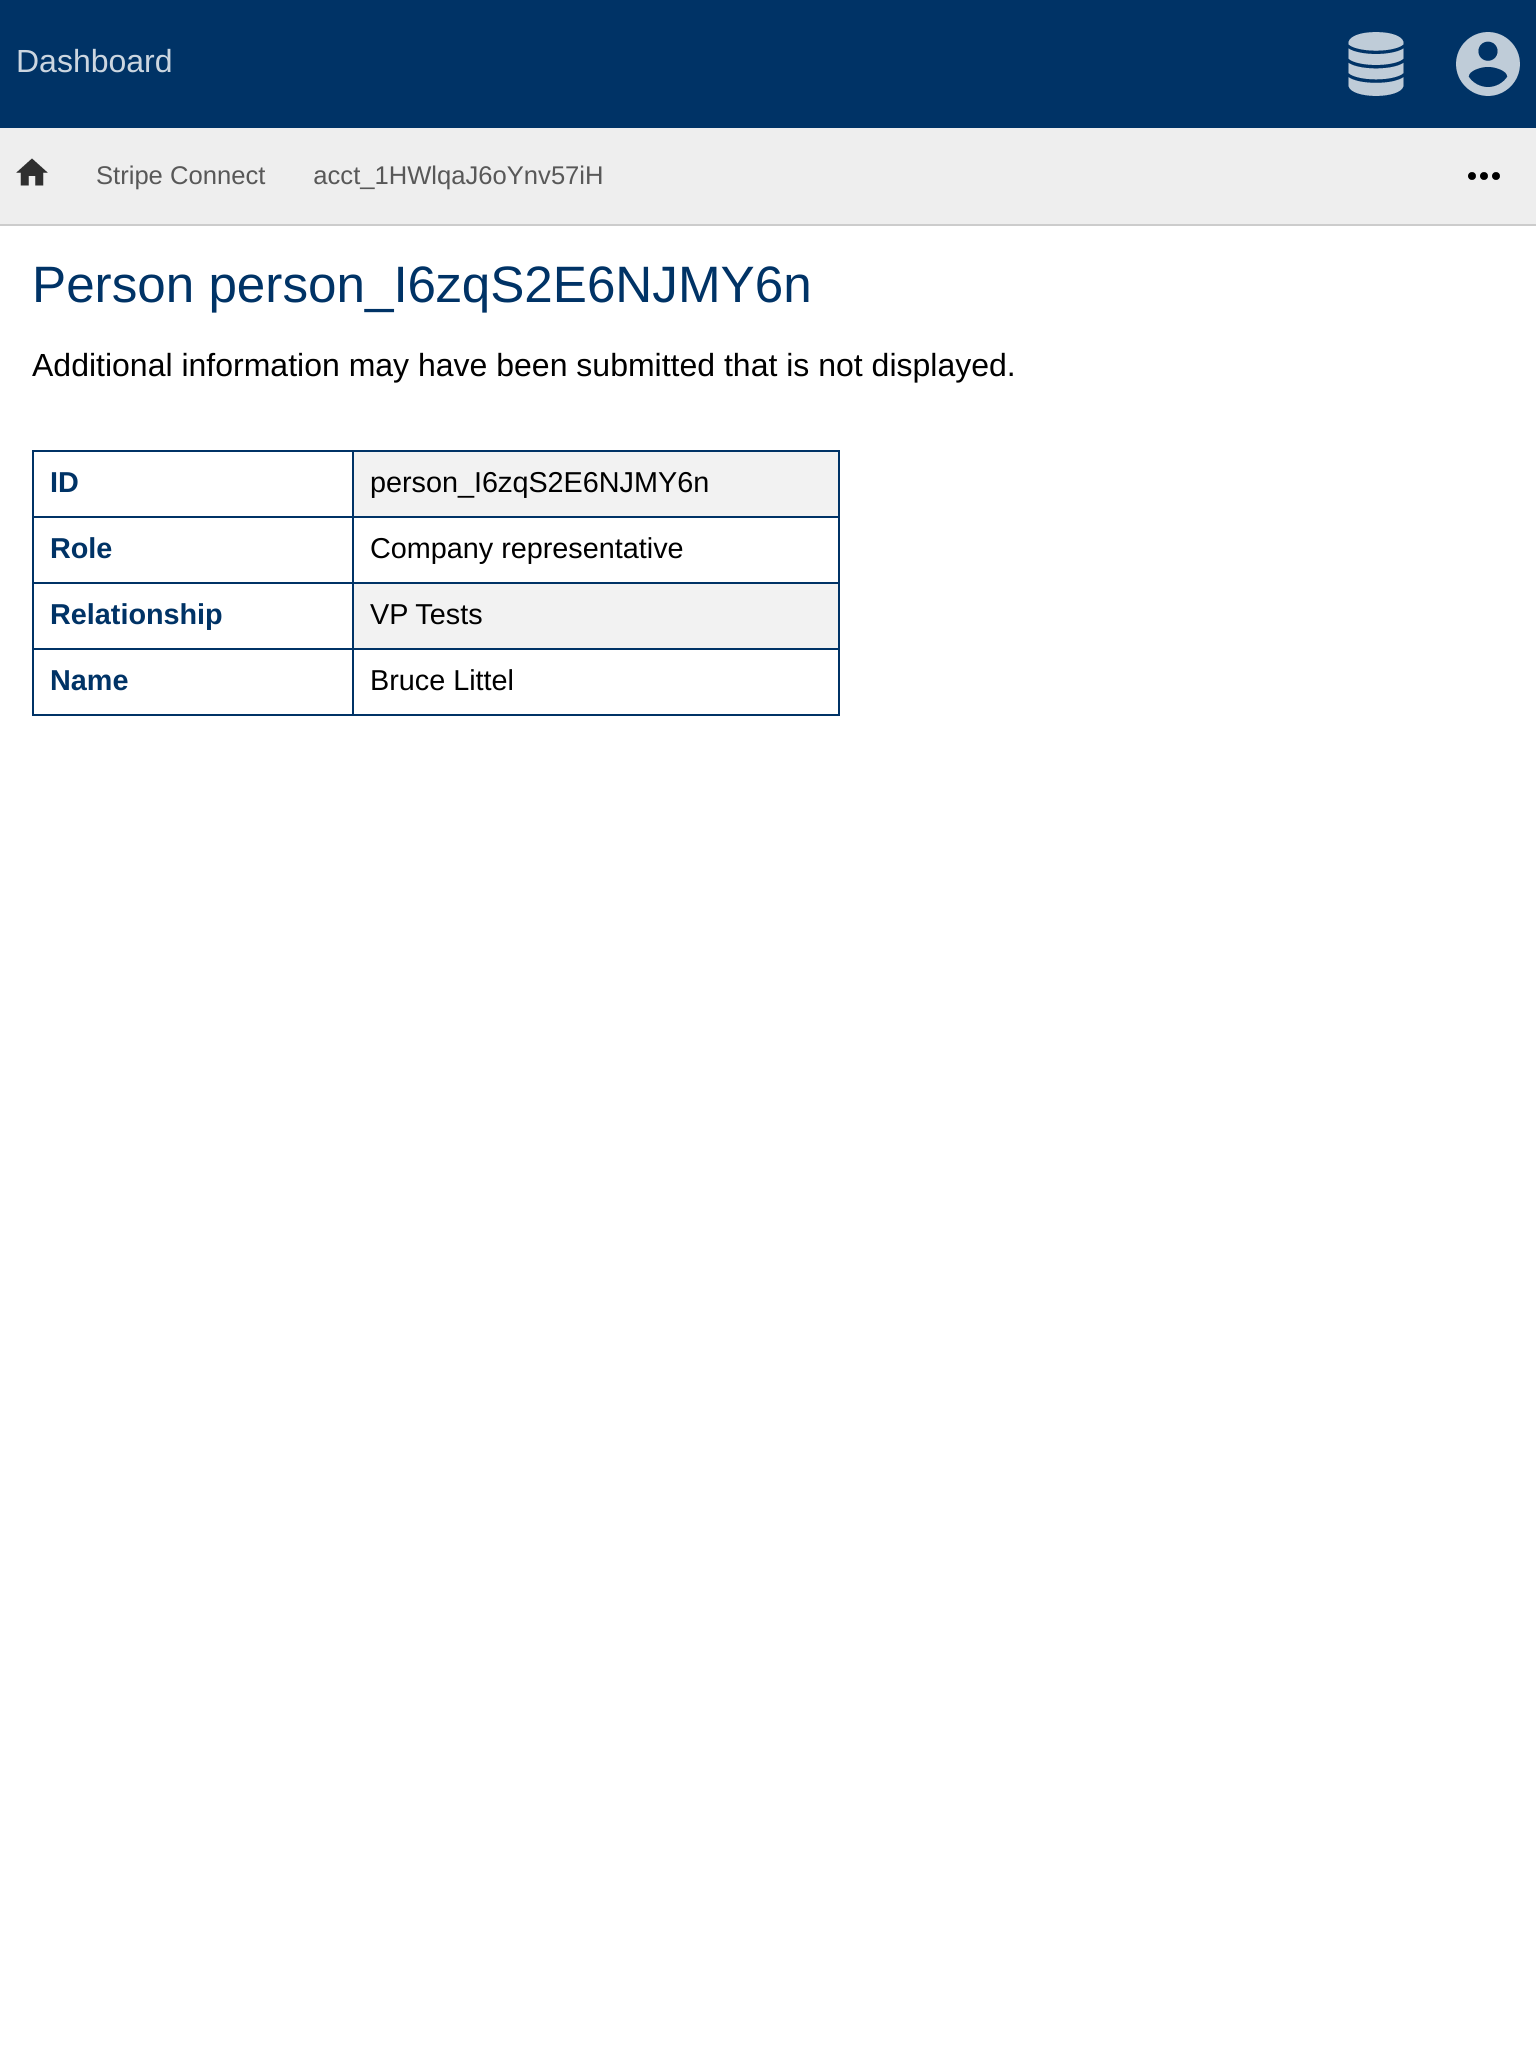 Dashboard
Stripe Connect acct_1HWlqaJ6oYnv57iH
Person person_I6zqS2E6NJMY6n
Additional information may have been submitted that is not displayed.
ID person_I6zqS2E6NJMY6n
Role Company representative
Relationship VP Tests
Name Bruce Littel